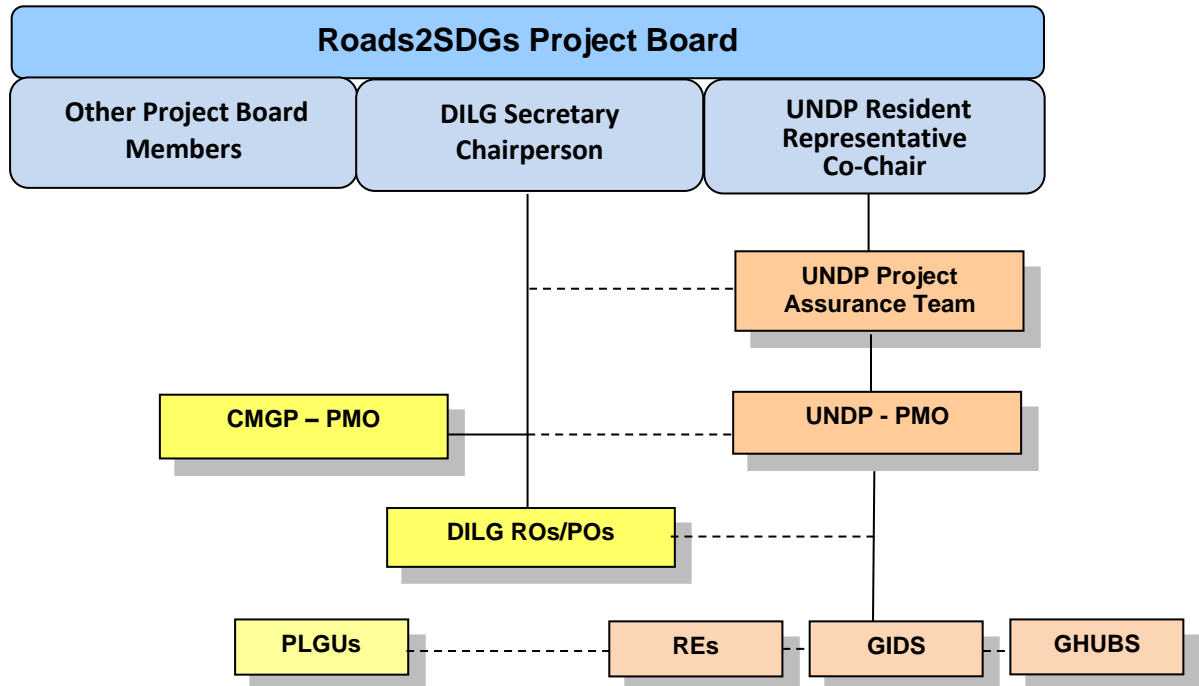 Roads2SDGs Project Board
Other Project Board
Members
DILG Secretary
Chairperson
UNDP Resident
Representative
Co-Chair
UNDP Project
Assurance Team
CMGP – PMO
UNDP - PMO
DILG ROs/POs
PLGUs
REs
GIDS
GHUBS